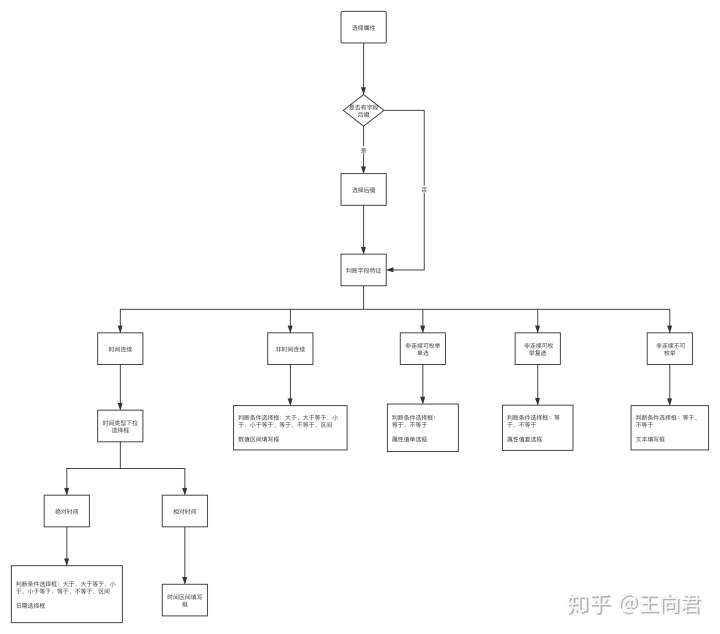 选择属性
是否有字段
后缀
是
否
选择后缀
判断字段特征
时间连续
非时间连续
非连续可枚举
单选
非连续可枚
举复选
非连续不可
枚举
时间类型下拉
选择框
判断条件选择框：大于、大于等于、小
于、小于等于、等于、不等于、区间
数值区间填写框
判断条件选择框：
等于、不等于
属性值单选框
判断条件选择框：等
于、不等于
属性值复选框
判断条件选择框：等于、
不等于
文本填写框
绝对时间
相对时间
判断条件选择框：大于、大于等于、小
于、小于等于、等于、不等于、区间
日期选择框
时间区间填写
框
知乎 @王向君